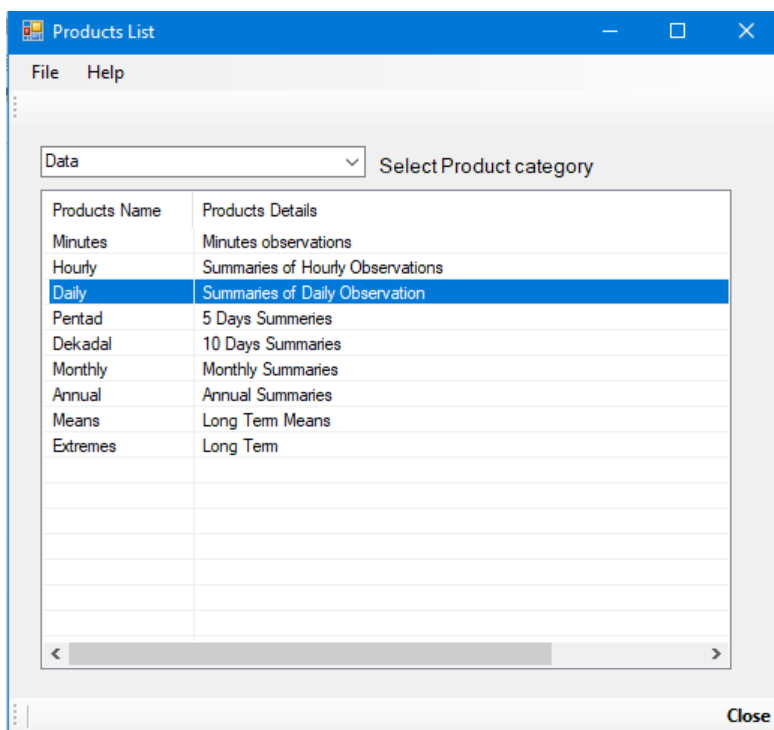 Products List
File Help
Data
Select Product category
Products Name Products Details
Minutes Minutes observations
Hourly Summaries of Hourly Observations
Daily Summaries of Daily Observation
Pentad 5 Days Summeries
Dekadal 10 Days Summaries
Monthly Monthly Summaries
Annual Annual Summaries
Means Long Term Means
Extremes Long Term
Close